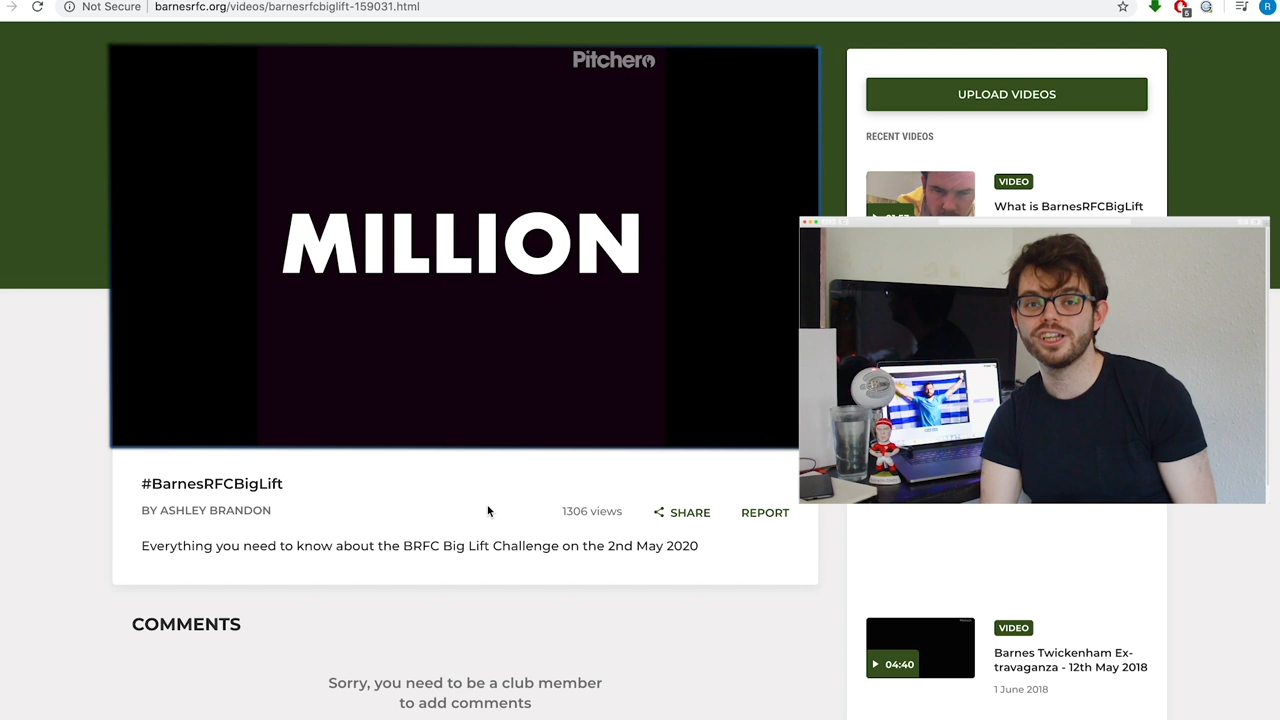 Not Secure
barnesrfc.org/videos/barnesrfcbiglift-159031.html
Pitchero
MILLION
#BarnesRFCBigLift
BY ASHLEY BRANDON
1306 views
SHARE
REPORT
Everything you need to know about the BRFC Big Lift Challenge on the 2nd May 2020
COMMENTS
Sorry, you need to be a club member
to add comments
UPLOAD VIDEOS
RECENT VIDEOS
VIDEO
What is BarnesRFCBigLift
04:40
VIDEO
Barnes Twickenham Ex-
travaganza - 12th May 2018
1 June 2018